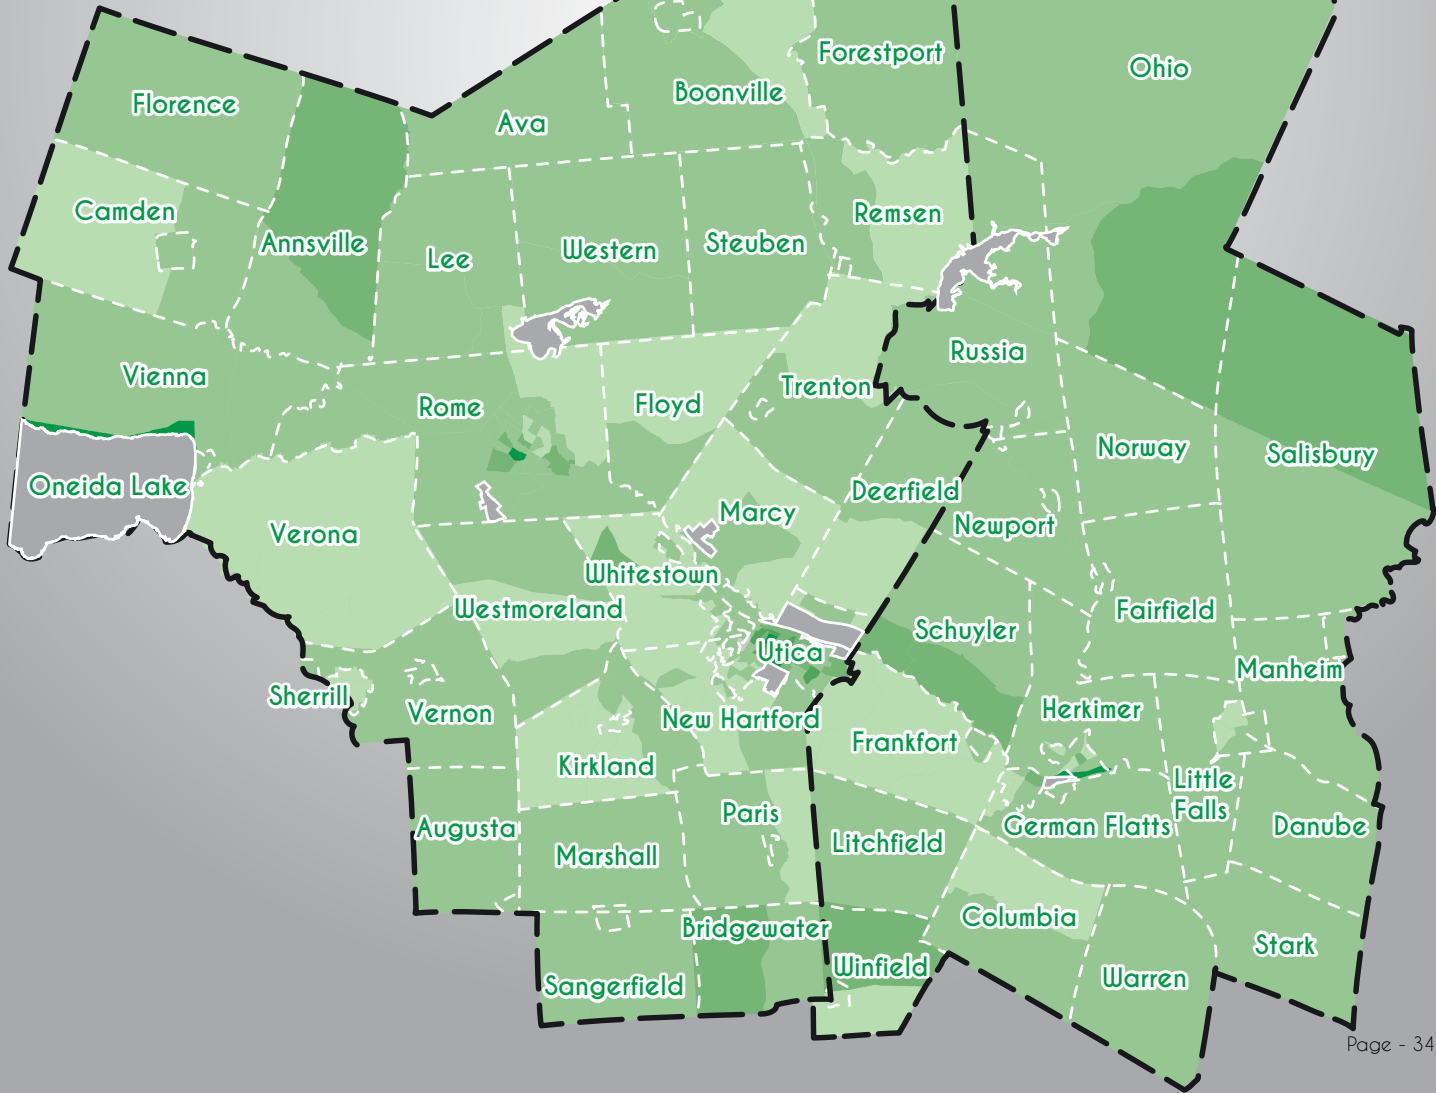 Forestport
Ohio
Boonville
Florence
Ava
Camden
Remsen
Annsville
Lee
Western
Steuben
Russia
Vienna
Trenton
Rome
Floyd
Norway
Salisbury
Oneida Lake
Deerfield
Marcy
Newport
Verona
Whitestown
Westmoreland
Fairfield
Schuyler
Utica
Manheim
Sherrill
Vernon
New Hartford
Herkimer
Frankfort
Kirkland
Little
Falls
Paris
Augusta
German Flatts
Danube
Litchfield
Marshall
Columbia
Bridgewater
Stark
Winfield
Warren
Sangerfield
Page - 34